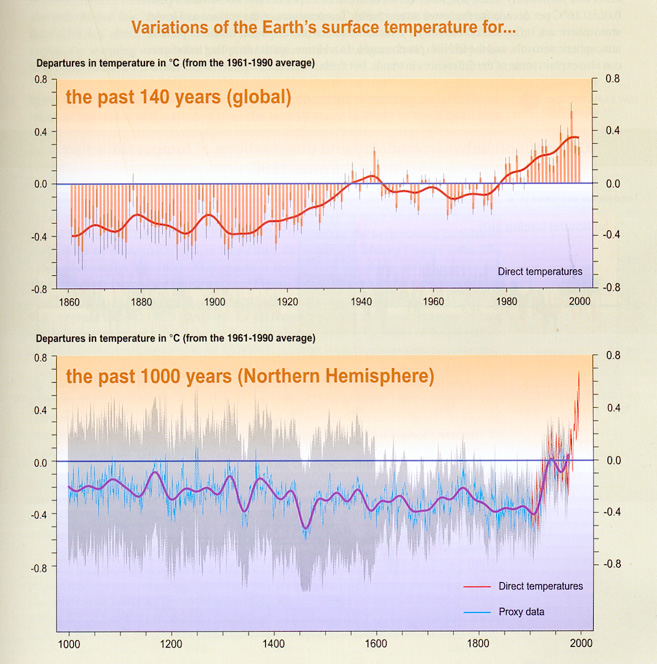 Variations of the Earth's surface temperature for...
Departures in temperature in °C (from the 1961-1990 average)
the past 140 years (global)
0.8 0.8
0.4 0.4
0.0 0.0
-0.4 -0.4
-0.8 -0.8
Direct temperatures
1860 1880 1900 1920 1940 1960 1980 2000
Departures in temperature in °C (from the 1961-1990 average)
the past 1000 years (Northern Hemisphere)
0.8 0.8
0.4 0.4
0.0 0.0
-0.4 -0.4
-0.8 -0.8
Direct temperatures
Proxy data
1000 1200 1400 1600 1800 2000